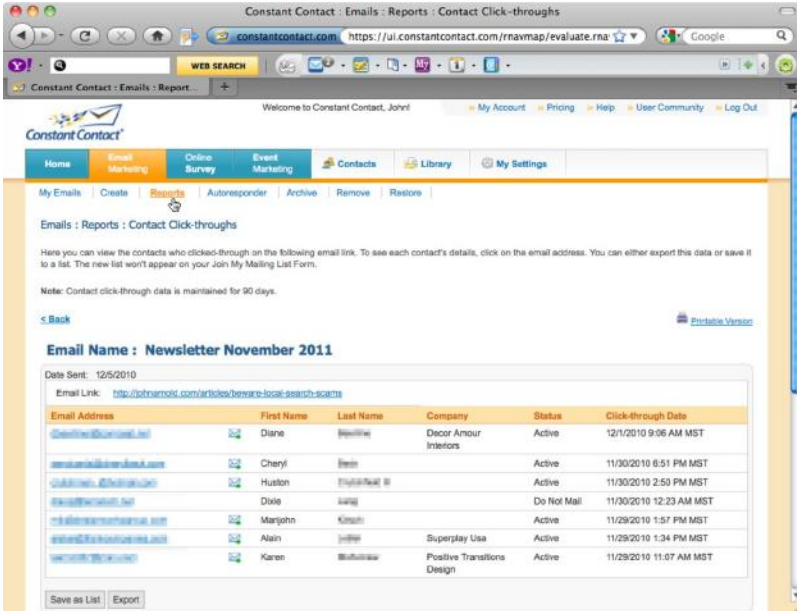 Constant Contact : Emails : Reports : Contact Click-throughs
constantcontact.com https://ui.constantcontact.com/rnavmap/evaluate.rna
Google
WEB SEARCH
Constant Contact : Emails : Report...
Constant Contact
Welcome to Constant Contact, John!
My Account Pricing Help User Community Log Out
Home Email Marketing Online Survey Event Marketing Contacts Library My Settings
My Emails Create Reports Autoresponder Archive Remove Restore
Emails : Reports : Contact Click-throughs
Here you can view the contacts who clicked-through on the following email link. To see each contact's details, click on the email address. You can either export this data or save it
to a list. The new list won't appear on your Join My Mailing List Form.
Note: Contact click-through data is maintained for 90 days.
< Back
Printable Version
Email Name : Newsletter November 2011
Date Sent: 12/5/2010
Email Link: http://johnarnold.com/articles/beware-local-search-scams
Email Address First Name Last Name Company Status Click-through Date
Diane Decor Amour Interiors Active 12/1/2010 9:06 AM MST
Cheryl Active 11/30/2010 6:51 PM MST
Huston Active 11/30/2010 2:50 PM MST
Dixie Do Not Mail 11/30/2010 12:23 AM MST
Marijohn Active 11/29/2010 1:57 PM MST
Alain Superplay Usa Active 11/29/2010 1:34 PM MST
Karen Positive Transitions Design Active 11/29/2010 11:07 AM MST
Save as List Export